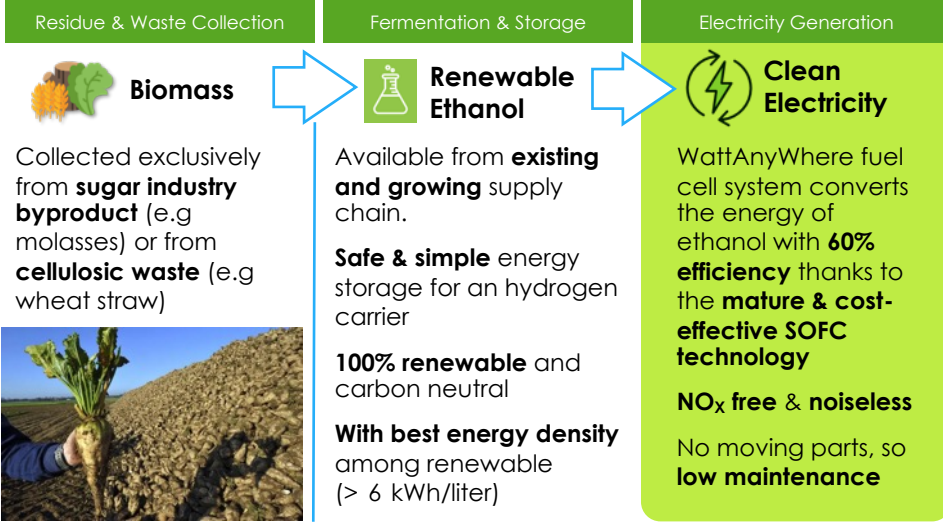 Residue & Waste Collection
Biomass
Collected exclusively
from sugar industry
byproduct (e.g
molasses) or from
cellulosic waste (e.g
wheat straw)
Fermentation & Storage
Renewable
Ethanol
Available from existing
and growing supply
chain.
Safe & simple energy
storage for an hydrogen
carrier
100% renewable and
carbon neutral
With best energy density
among renewable
(> 6 kWh/liter)
Electricity Generation
Clean
Electricity
WattAnyWhere fuel
cell system converts
the energy of
ethanol with 60%
efficiency thanks to
the mature & cost-
effective SOFC
technology
NOX free & noiseless
No moving parts, so
low maintenance